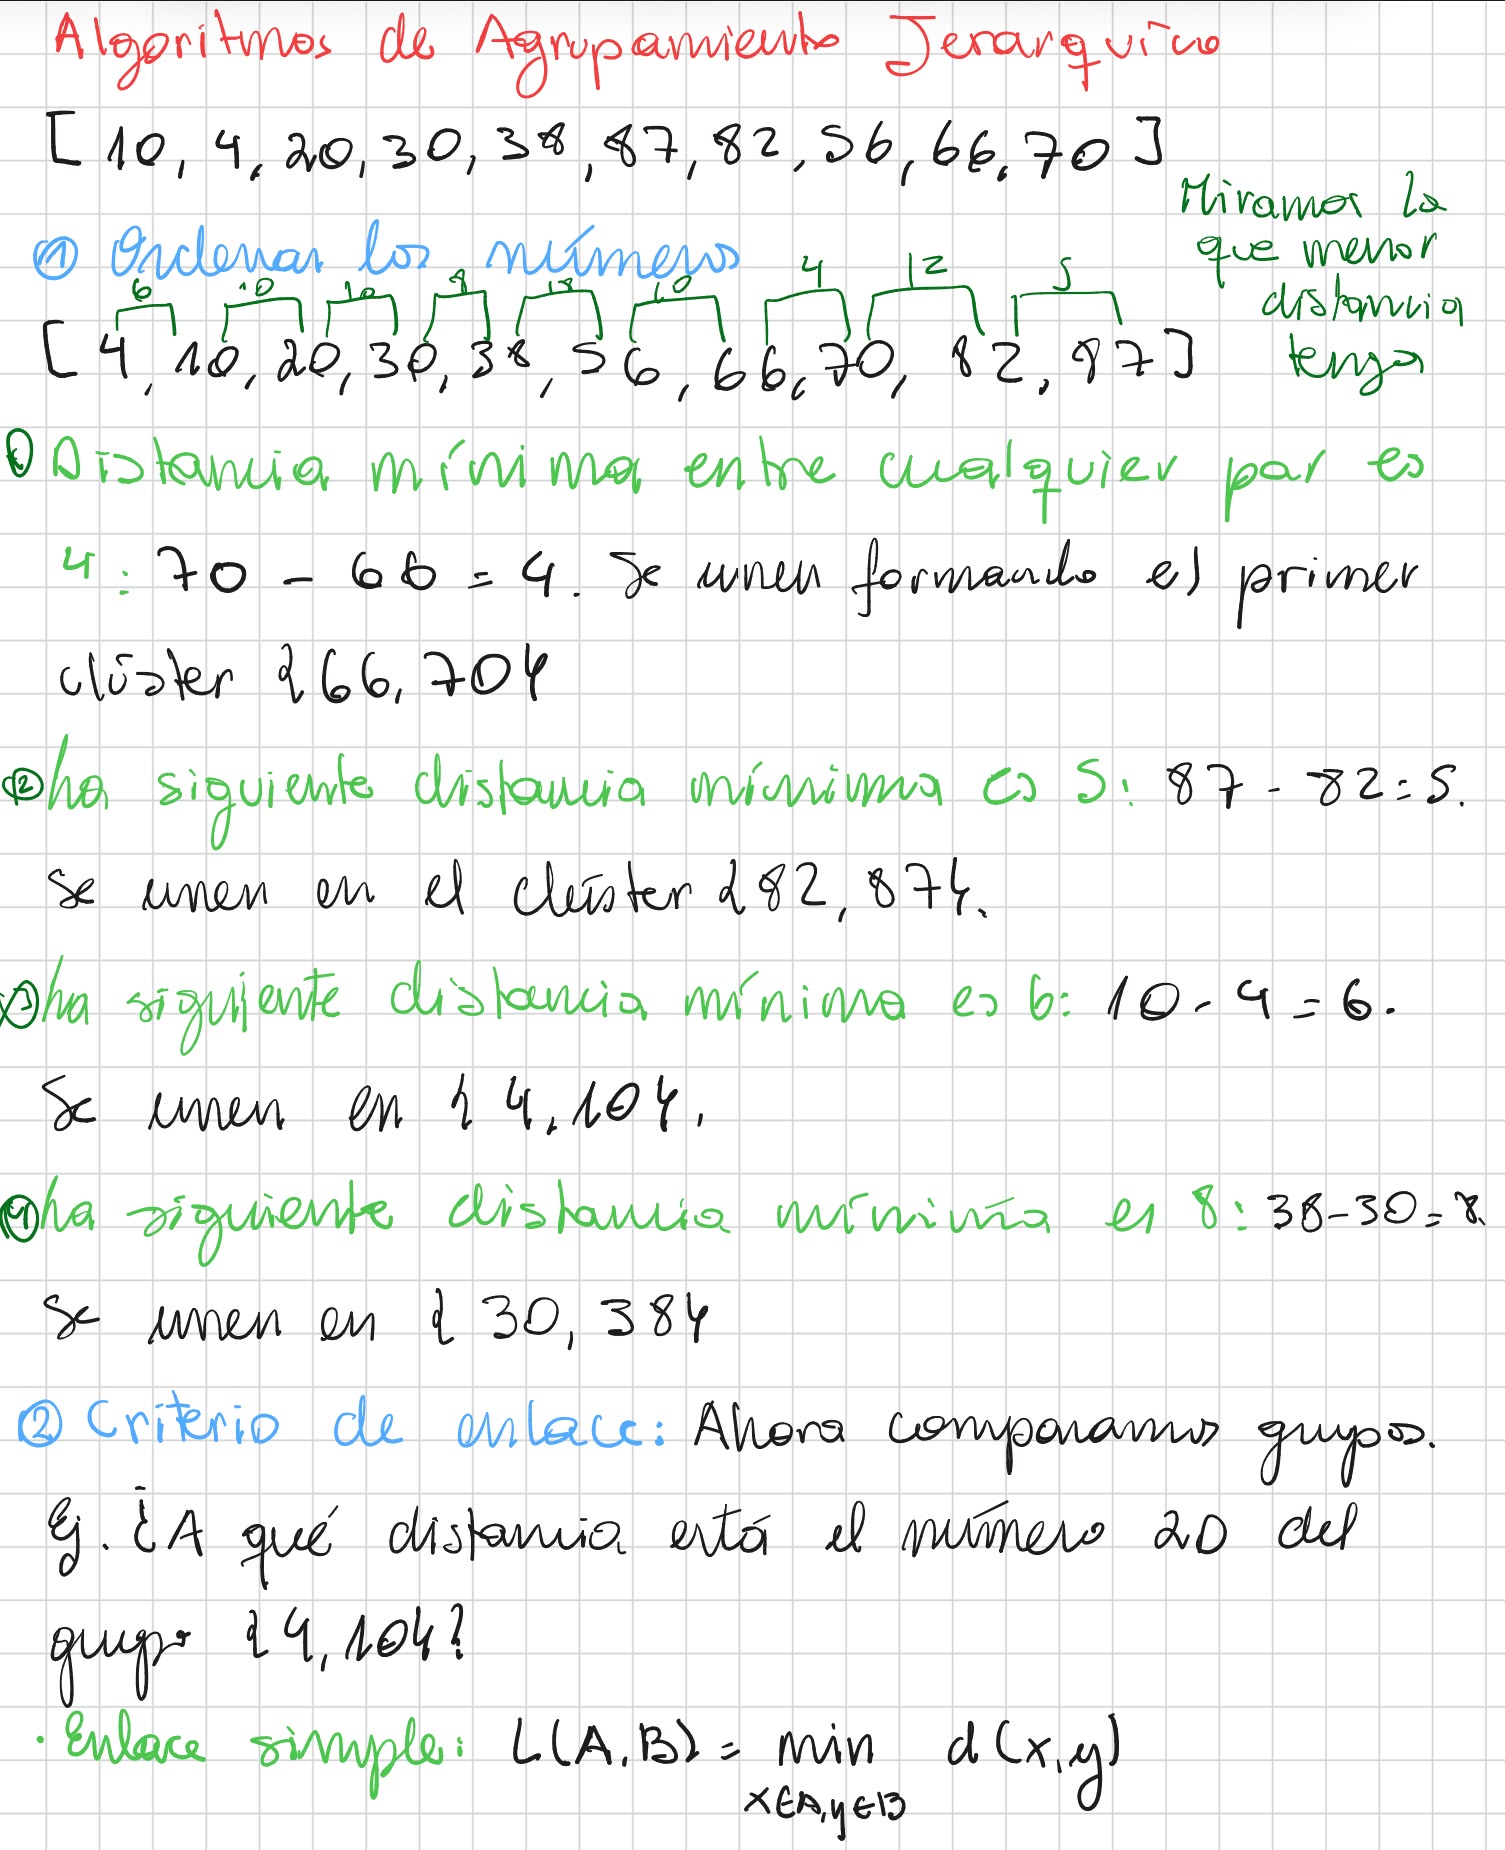 Algoritmos de Agrupamiento Jerárquico
[10, 4, 20, 30, 38, 87, 82, 56, 66, 70]
Miramos la
que menor
distancia
tenga
① Ordenar los números
6 10 10 8 18 10 4 12 5
[4, 10, 20, 30, 38, 56, 66, 70, 82, 87]
① Distancia mínima entre cualquier par es
4: 70 - 66 = 4. Se unen formando el primer
clúster {66, 70}
② La siguiente distancia mínima es 5: 87 - 82 = 5.
Se unen en el clúster {82, 87}.
③ La siguiente distancia mínima es 6: 10 - 4 = 6.
Se unen en {4, 10}.
④ La siguiente distancia mínima es 8: 38 - 30 = 8.
Se unen en {30, 38}
② Criterio de enlace: Ahora comparamos grupos.
Ej. ¿A qué distancia está el número 20 del
grupo {4, 10}?
· Enlace simple: L(A, B) = min d(x, y)
x∈A, y∈B